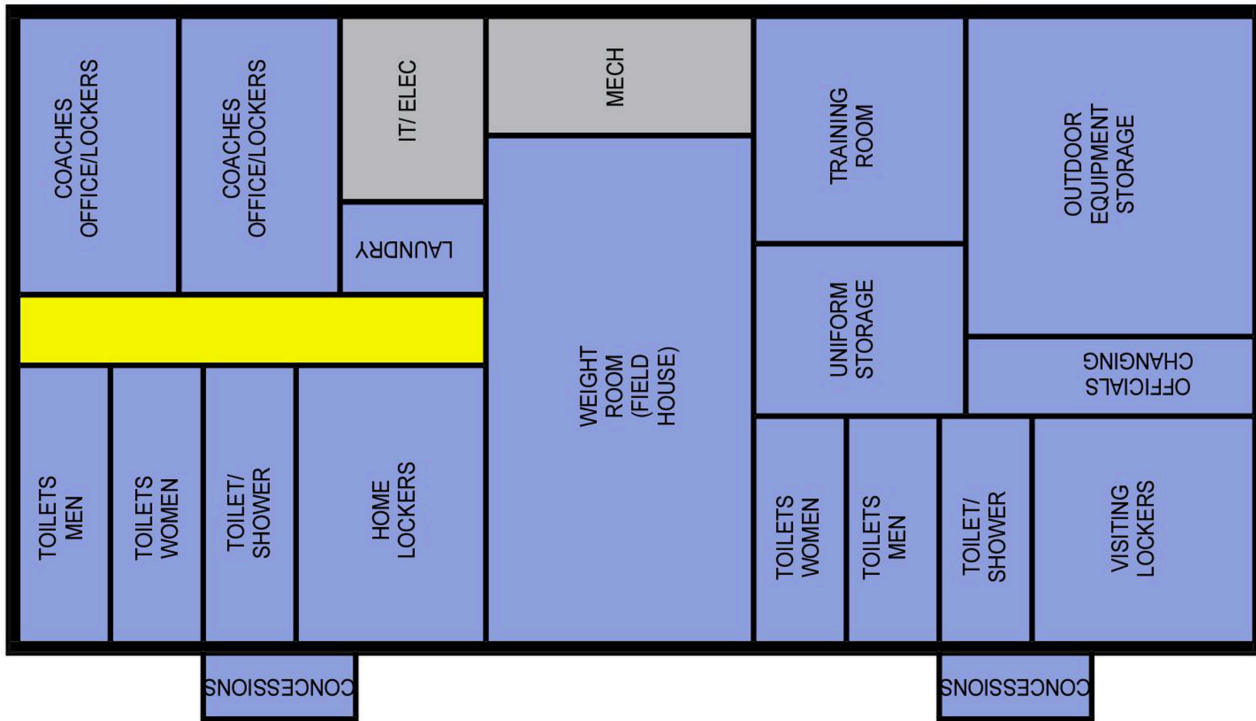 COACHES
OFFICE/LOCKERS
COACHES
OFFICE/LOCKERS
IT/ ELEC
MECH
TRAINING
ROOM
OUTDOOR
EQUIPMENT
STORAGE
LAUNDRY
UNIFORM
STORAGE
WEIGHT
ROOM
(FIELD
HOUSE)
OFFICIALS
CHANGING
TOILETS
MEN
TOILETS
WOMEN
TOILET/
SHOWER
HOME
LOCKERS
TOILETS
WOMEN
TOILETS
MEN
TOILET/
SHOWER
VISITING
LOCKERS
CONCESSIONS
CONCESSIONS